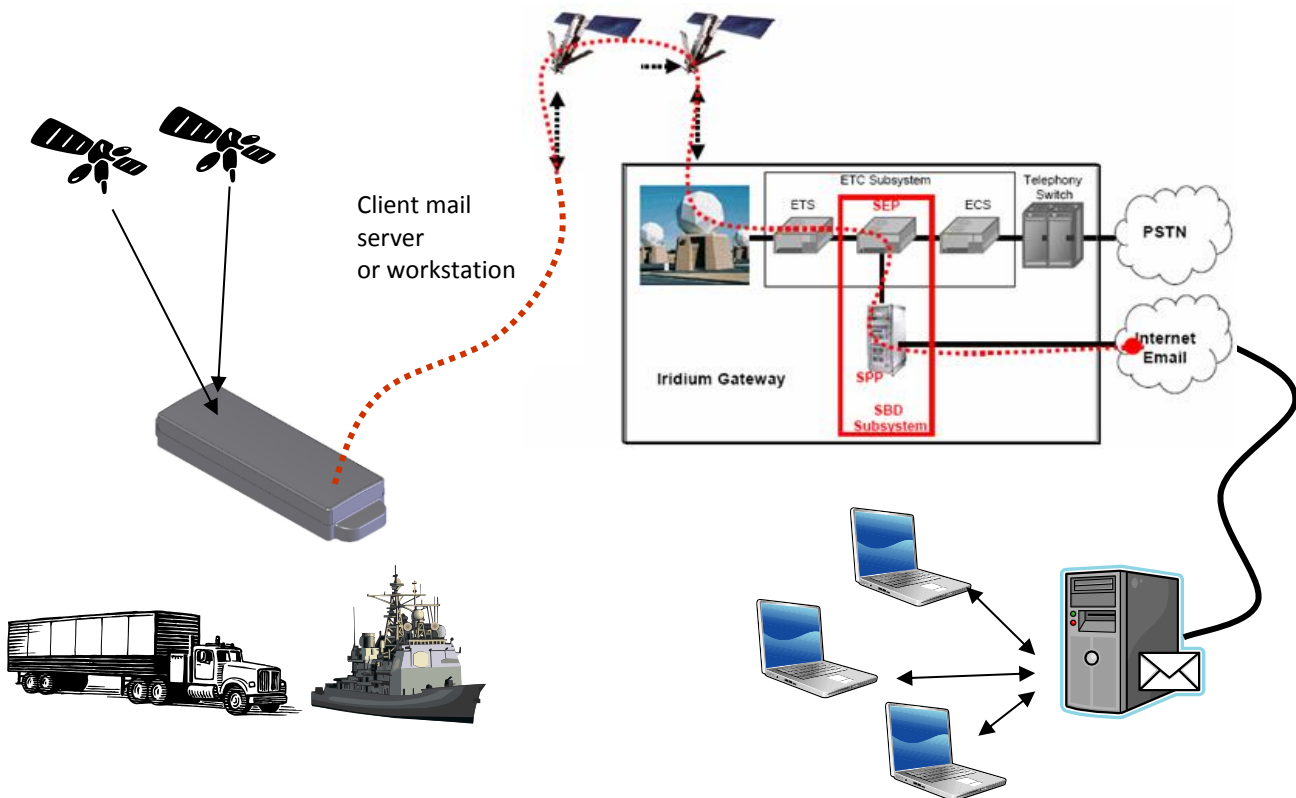 Client mail
server
or workstation
ETC Subsystem
Telephony
Switch
ETS
SEP
ECS
PSTN
Internet
Email
Iridium Gateway
SPP
SBD
Subsystem